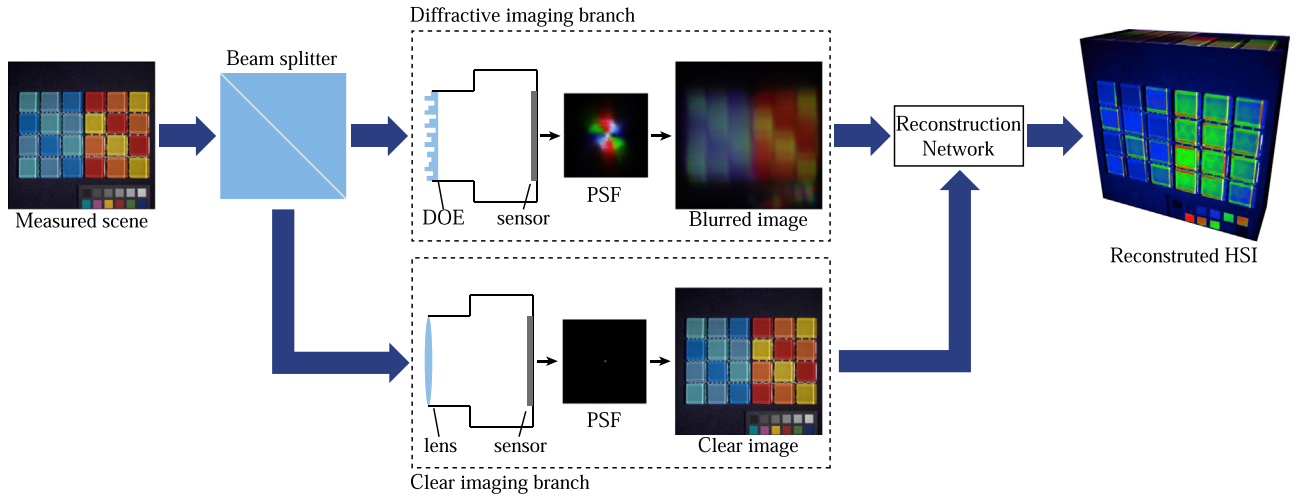 Diffractive imaging branch
Beam splitter
Measured scene
DOE
sensor
PSF
Blurred image
Reconstruction
Network
Reconstruted HSI
lens
sensor
PSF
Clear image
Clear imaging branch